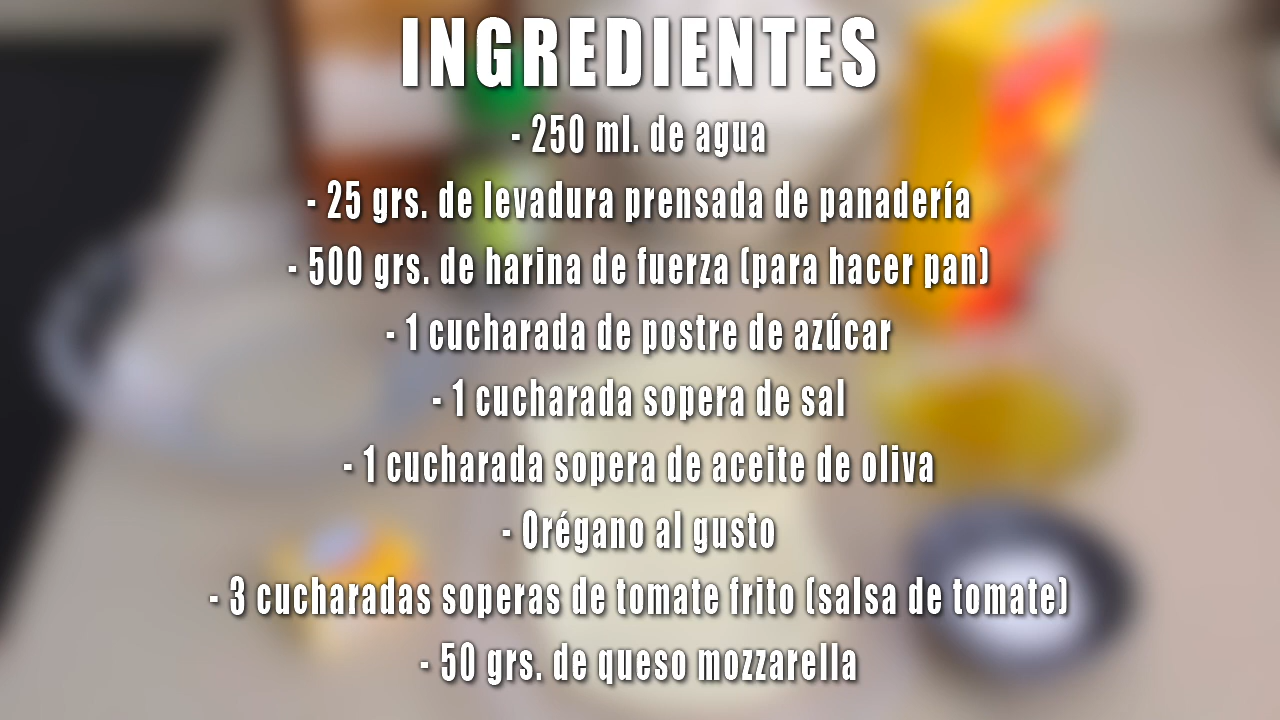 INGREDIENTES
- 250 ml. de agua
- 25 grs. de levadura prensada de panadería
- 500 grs. de harina de fuerza (para hacer pan)
- 1 cucharada de postre de azúcar
- 1 cucharada sopera de sal
- 1 cucharada sopera de aceite de oliva
- Orégano al gusto
- 3 cucharadas soperas de tomate frito (salsa de tomate)
- 50 grs. de queso mozzarella